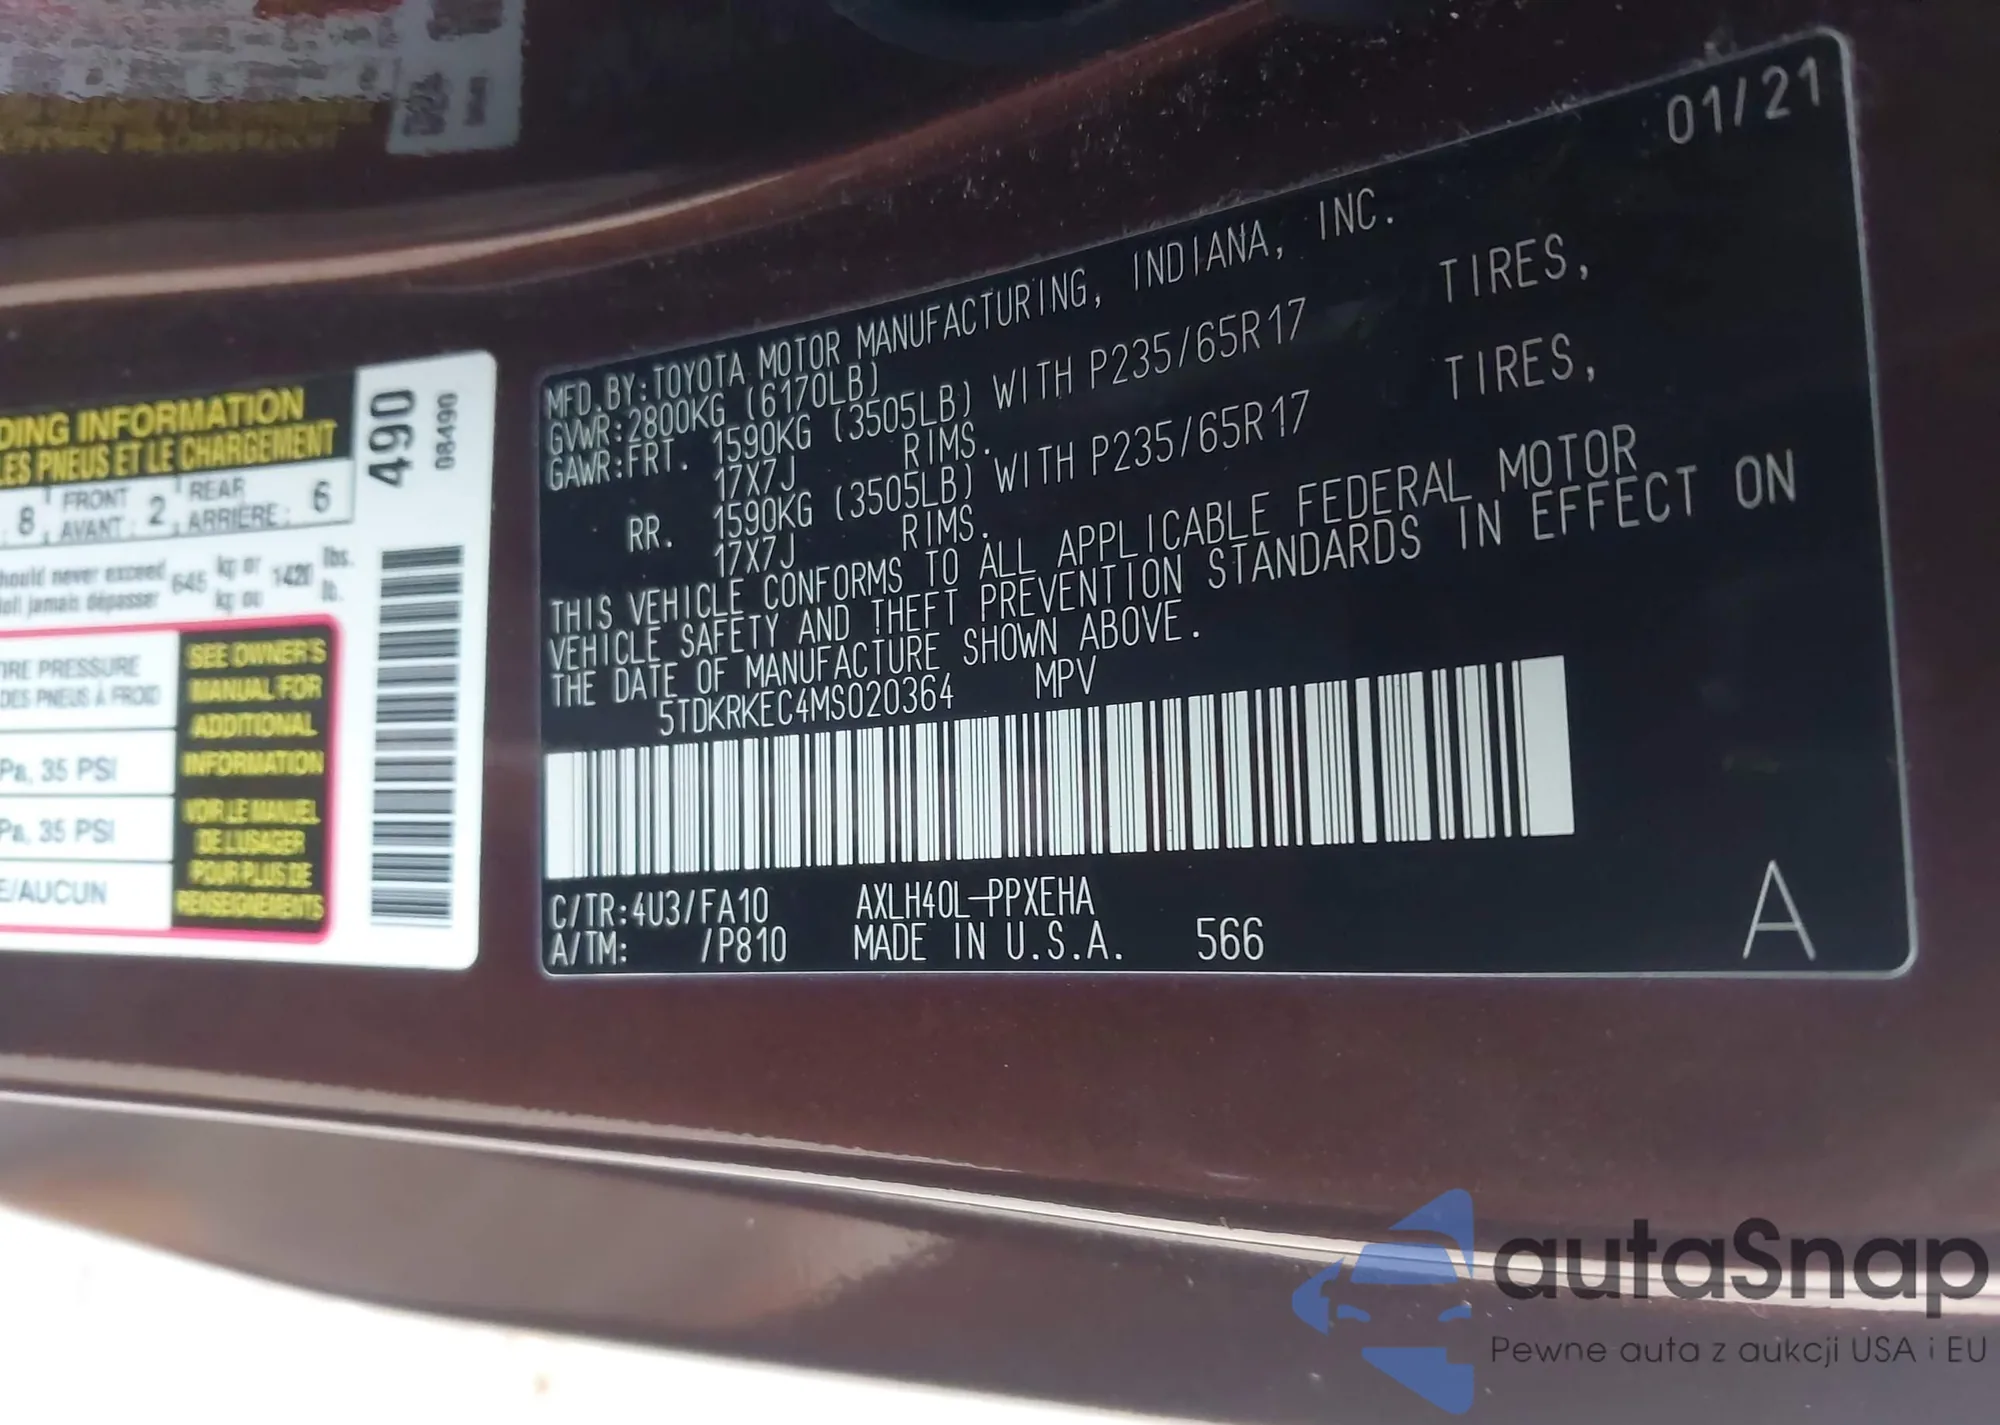 DING INFORMATION
LES PNEUS ET LE CHARGEMENT
8 FRONT AVANT: 2 REAR ARRIÈRE: 6
hould never exceed 645 kg or 1420 lbs.
doit jamais dépasser kg ou lb.
IRE PRESSURE
DES PNEUS À FROID
Pa, 35 PSI
Pa, 35 PSI
E/AUCUN
SEE OWNER'S
MANUAL FOR
ADDITIONAL
INFORMATION
VOIR LE MANUEL
DE L'USAGER
POUR PLUS DE
RENSEIGNEMENTS
490
08490
01/21
MFD. BY: TOYOTA MOTOR MANUFACTURING, INDIANA, INC.
GVWR: 2800KG (6170LB)
GAWR: FRT. 1590KG (3505LB) WITH P235/65R17 TIRES,
17X7J RIMS.
RR. 1590KG (3505LB) WITH P235/65R17 TIRES,
17X7J RIMS.
THIS VEHICLE CONFORMS TO ALL APPLICABLE FEDERAL MOTOR
VEHICLE SAFETY AND THEFT PREVENTION STANDARDS IN EFFECT ON
THE DATE OF MANUFACTURE SHOWN ABOVE.
5TDKRKEC4MS020364 MPV
C/TR: 4U3/FA10 AXLH40L-PPXEHA
A/TM: /P810 MADE IN U.S.A. 566
A
autaSnap
Pewne auta z aukcji USA i EU